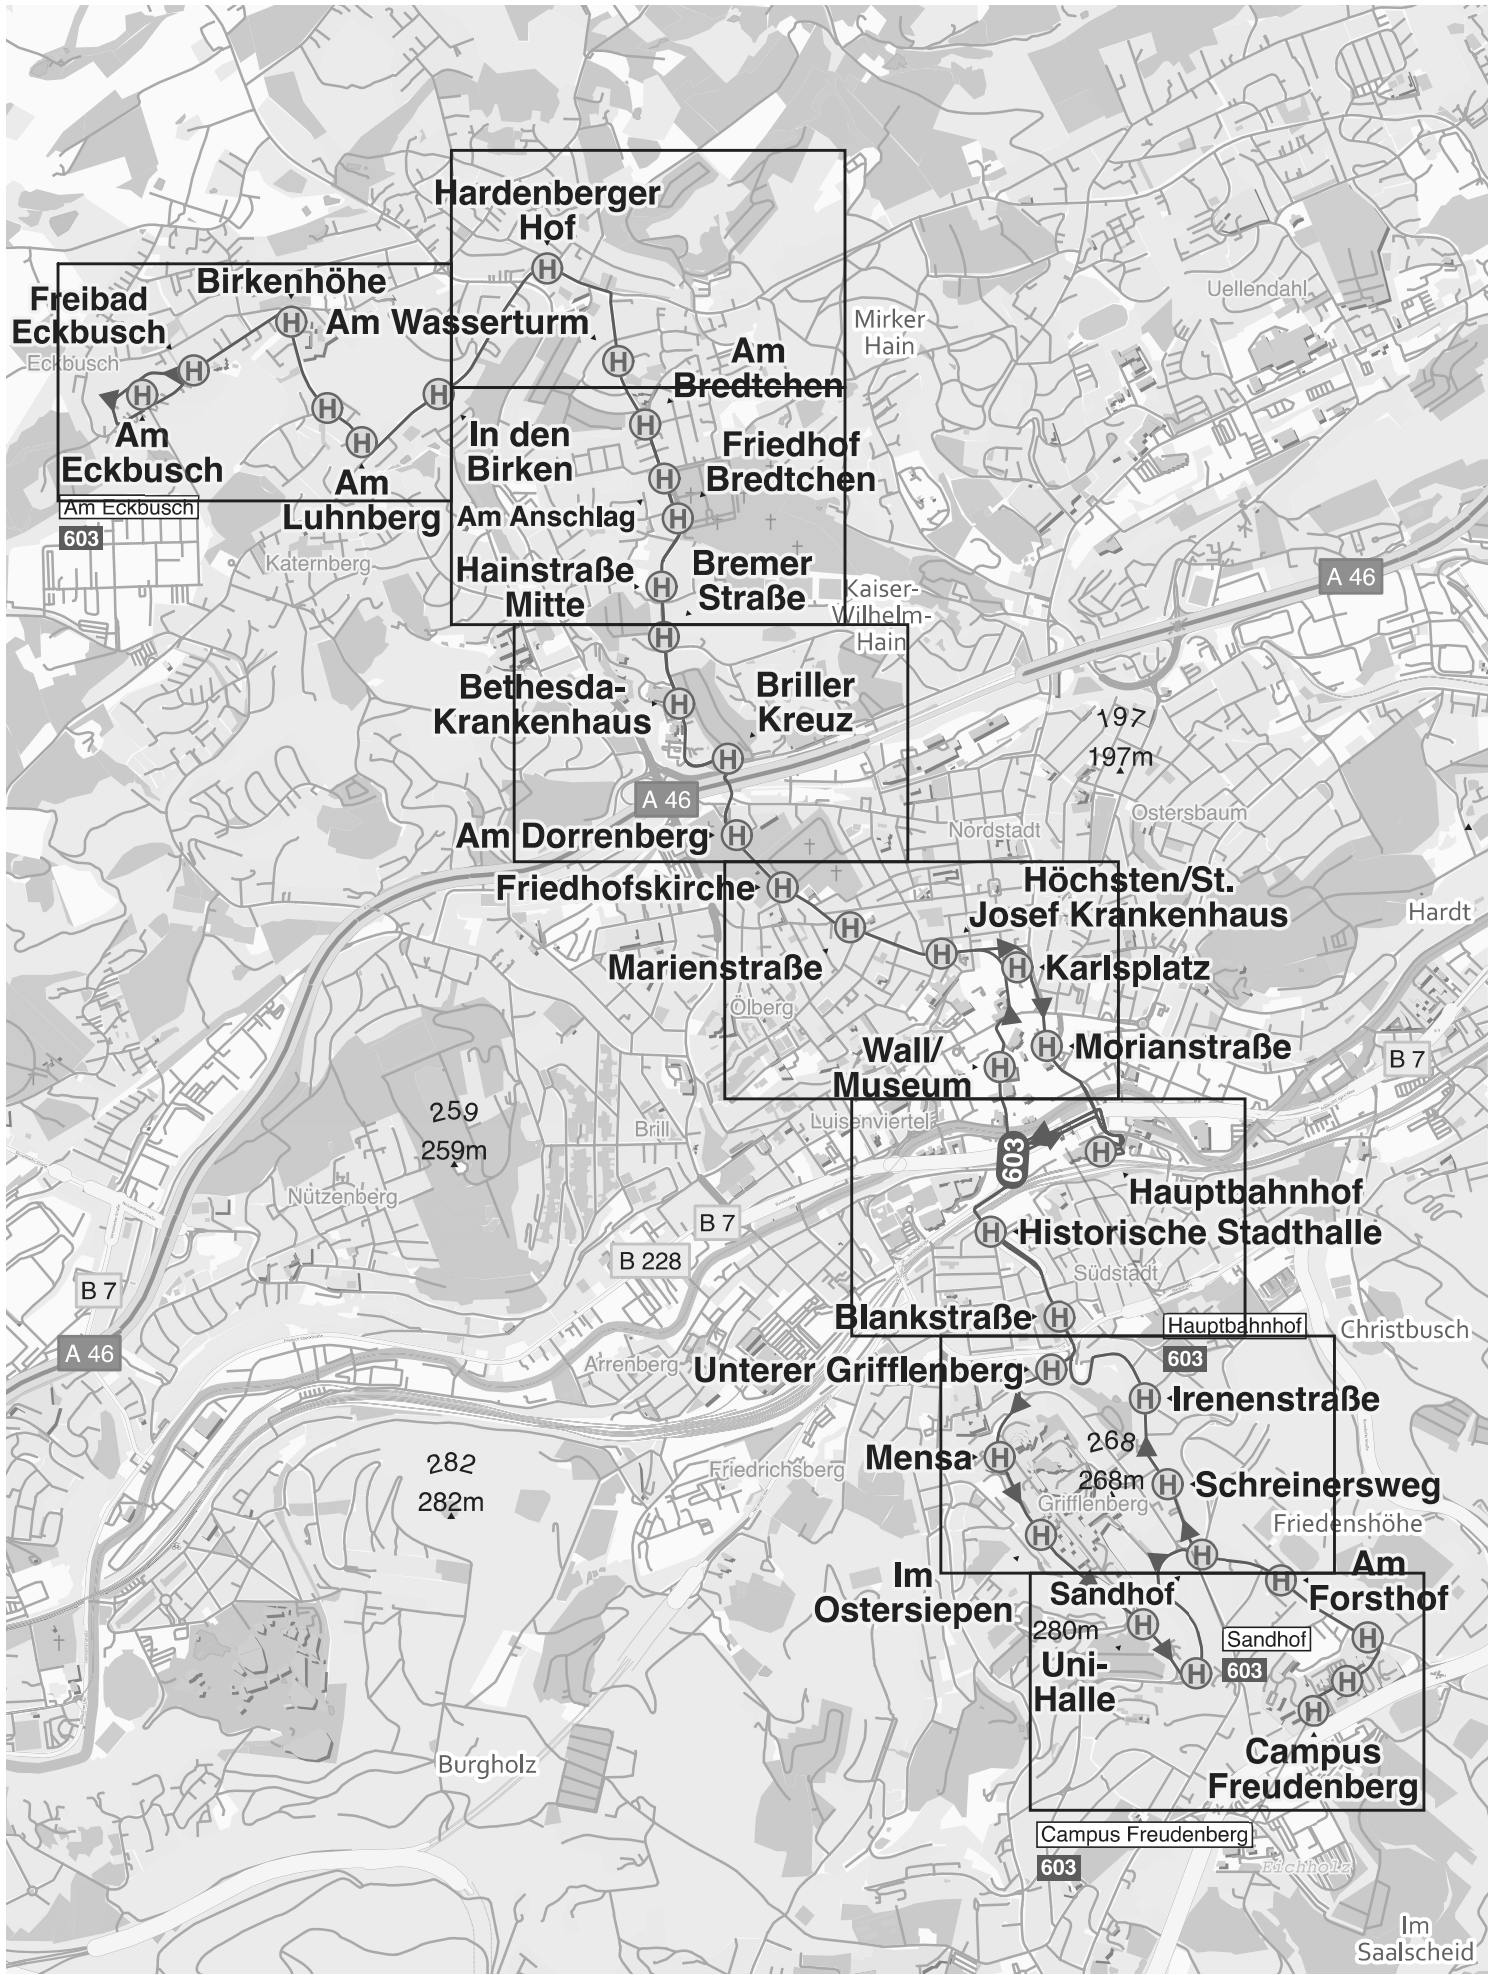 Hardenberger
Hof
Birkenhöhe
Freibad
Eckbusch
Am Wasserturm
Uellendahl
Mirker
Hain
Eckbusch
Am
Bredtchen
Am
Eckbusch
In den
Birken
Friedhof
Bredtchen
Am
Luhnberg
Am Eckbusch
603
Am Anschlag
Katernberg
Hainstraße
Mitte
Bremer
Straße
A 46
Kaiser-
Wilhelm-
Hain
Bethesda-
Krankenhaus
Briller
Kreuz
197
197m
A 46
Ostersbaum
Nordstadt
Am Dorrenberg
Friedhofskirche
Höchsten/St.
Josef Krankenhaus
Hardt
Marienstraße
Karlsplatz
Ölberg
Wall/
Museum
Morianstraße
B 7
259
259m
Brill
Luisenviertel
603
Nützenberg
Hauptbahnhof
B 7
Historische Stadthalle
B 228
Südstadt
B 7
Blankstraße
Hauptbahnhof
603
Christbusch
A 46
Arrenberg
Unterer Grifflenberg
Irenenstraße
268
268m
282
282m
Mensa
Friedrichsberg
Schreinersweg
Grifflenberg
Friedenshöhe
Im
Ostersiepen
Sandhof
Am
Forsthof
280m
Sandhof
603
Uni-
Halle
Burgholz
Campus
Freudenberg
Campus Freudenberg
603
Eichholz
Im
Saalscheid